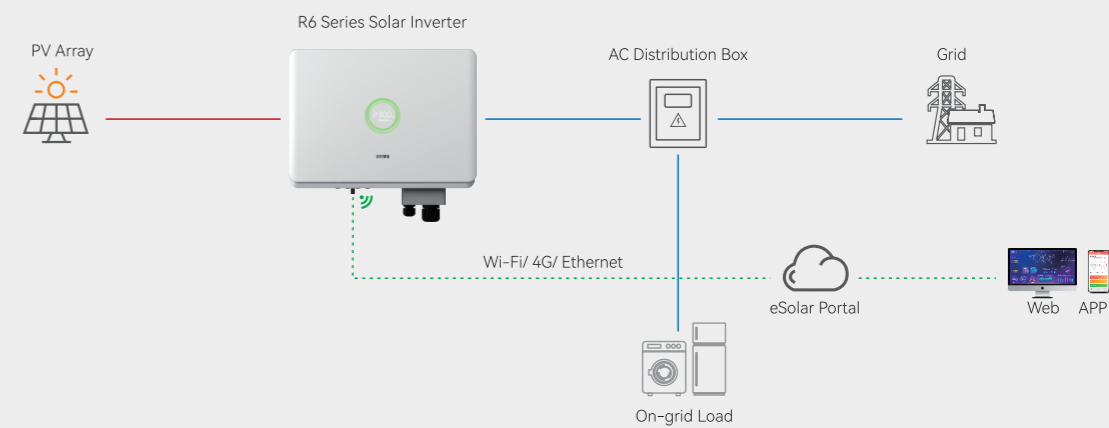 R6 Series Solar Inverter
PV Array
AC Distribution Box
Grid
Wi-Fi/ 4G/ Ethernet
eSolar Portal
Web
APP
On-grid Load